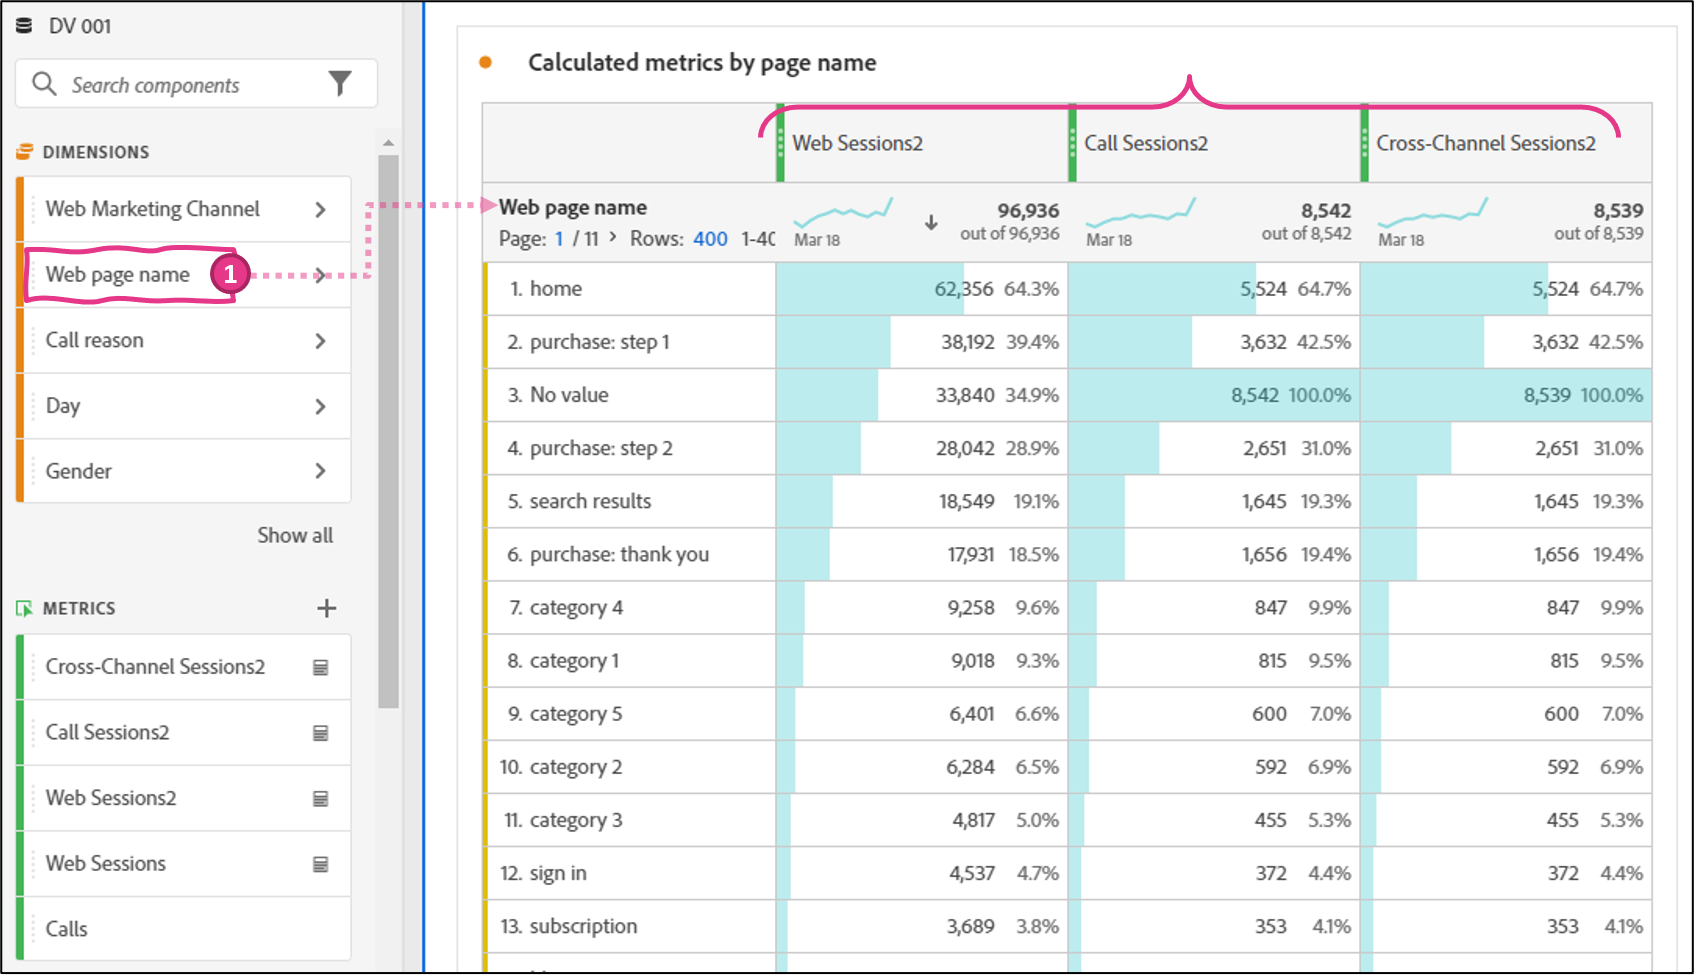 DV 001
Search components
DIMENSIONS
Web Marketing Channel
Web page name 1
Call reason
Day
Gender
Show all
METRICS
Cross-Channel Sessions2
Call Sessions2
Web Sessions2
Web Sessions
Calls
Calculated metrics by page name
Web Sessions2 Call Sessions2 Cross-Channel Sessions2
Web page name 96,936 8,542 8,539
Page: 1 / 11 > Rows: 400 1-40 Mar 18 out of 96,936 Mar 18 out of 8,542 Mar 18 out of 8,539
1. home 62,356 64.3% 5,524 64.7% 5,524 64.7%
2. purchase: step 1 38,192 39.4% 3,632 42.5% 3,632 42.5%
3. No value 33,840 34.9% 8,542 100.0% 8,539 100.0%
4. purchase: step 2 28,042 28.9% 2,651 31.0% 2,651 31.0%
5. search results 18,549 19.1% 1,645 19.3% 1,645 19.3%
6. purchase: thank you 17,931 18.5% 1,656 19.4% 1,656 19.4%
7. category 4 9,258 9.6% 847 9.9% 847 9.9%
8. category 1 9,018 9.3% 815 9.5% 815 9.5%
9. category 5 6,401 6.6% 600 7.0% 600 7.0%
10. category 2 6,284 6.5% 592 6.9% 592 6.9%
11. category 3 4,817 5.0% 455 5.3% 455 5.3%
12. sign in 4,537 4.7% 372 4.4% 372 4.4%
13. subscription 3,689 3.8% 353 4.1% 353 4.1%